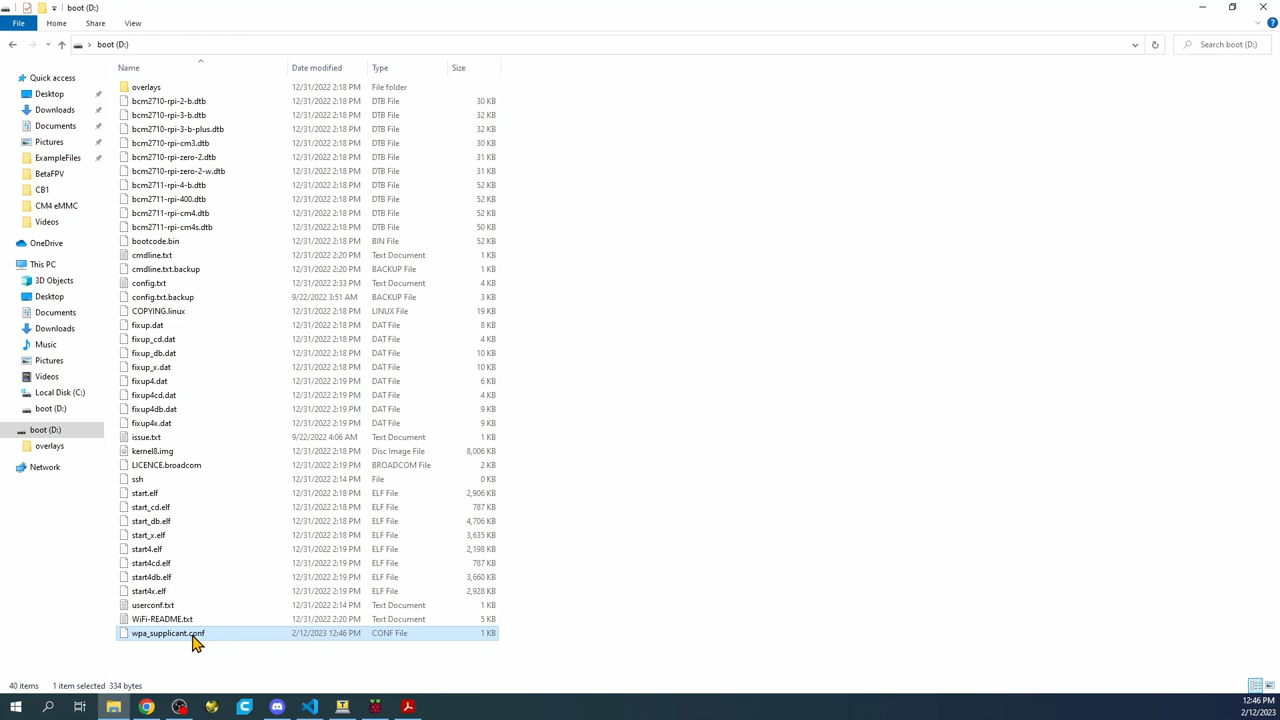 boot (D:)
File Home Share View
boot (D:) Search boot (D:)
Name Date modified Type Size
Quick access
Desktop
Downloads
Documents
Pictures
ExampleFiles
BetaFPV
CB1
CM4 eMMC
Videos
OneDrive
This PC
3D Objects
Desktop
Documents
Downloads
Music
Pictures
Videos
Local Disk (C:)
boot (D:)
boot (D:)
overlays
Network
overlays 12/31/2022 2:18 PM File folder
bcm2710-rpi-2-b.dtb 12/31/2022 2:18 PM DTB File 30 KB
bcm2710-rpi-3-b.dtb 12/31/2022 2:18 PM DTB File 32 KB
bcm2710-rpi-3-b-plus.dtb 12/31/2022 2:18 PM DTB File 32 KB
bcm2710-rpi-cm3.dtb 12/31/2022 2:18 PM DTB File 30 KB
bcm2710-rpi-zero-2.dtb 12/31/2022 2:18 PM DTB File 31 KB
bcm2710-rpi-zero-2-w.dtb 12/31/2022 2:18 PM DTB File 31 KB
bcm2711-rpi-4-b.dtb 12/31/2022 2:18 PM DTB File 52 KB
bcm2711-rpi-400.dtb 12/31/2022 2:18 PM DTB File 52 KB
bcm2711-rpi-cm4.dtb 12/31/2022 2:18 PM DTB File 52 KB
bcm2711-rpi-cm4s.dtb 12/31/2022 2:18 PM DTB File 50 KB
bootcode.bin 12/31/2022 2:18 PM BIN File 52 KB
cmdline.txt 12/31/2022 2:20 PM Text Document 1 KB
cmdline.txt.backup 12/31/2022 2:20 PM BACKUP File 1 KB
config.txt 12/31/2022 2:33 PM Text Document 4 KB
config.txt.backup 9/22/2022 3:51 AM BACKUP File 3 KB
COPYING.linux 12/31/2022 2:18 PM LINUX File 19 KB
fixup.dat 12/31/2022 2:18 PM DAT File 8 KB
fixup_cd.dat 12/31/2022 2:18 PM DAT File 4 KB
fixup_db.dat 12/31/2022 2:18 PM DAT File 10 KB
fixup_x.dat 12/31/2022 2:18 PM DAT File 10 KB
fixup4.dat 12/31/2022 2:19 PM DAT File 6 KB
fixup4cd.dat 12/31/2022 2:19 PM DAT File 4 KB
fixup4db.dat 12/31/2022 2:19 PM DAT File 9 KB
fixup4x.dat 12/31/2022 2:19 PM DAT File 9 KB
issue.txt 9/22/2022 4:06 AM Text Document 1 KB
kernel8.img 12/31/2022 2:18 PM Disc Image File 8,006 KB
LICENCE.broadcom 12/31/2022 2:19 PM BROADCOM File 2 KB
ssh 12/31/2022 2:14 PM File 0 KB
start.elf 12/31/2022 2:18 PM ELF File 2,906 KB
start_cd.elf 12/31/2022 2:18 PM ELF File 787 KB
start_db.elf 12/31/2022 2:18 PM ELF File 4,706 KB
start_x.elf 12/31/2022 2:18 PM ELF File 3,635 KB
start4.elf 12/31/2022 2:19 PM ELF File 2,198 KB
start4cd.elf 12/31/2022 2:19 PM ELF File 787 KB
start4db.elf 12/31/2022 2:19 PM ELF File 3,660 KB
start4x.elf 12/31/2022 2:19 PM ELF File 2,928 KB
userconf.txt 12/31/2022 2:14 PM Text Document 1 KB
WiFi-README.txt 12/31/2022 2:20 PM Text Document 5 KB
wpa_supplicant.conf 2/12/2023 12:46 PM CONF File 1 KB
40 items 1 item selected 334 bytes
12:46 PM
2/12/2023